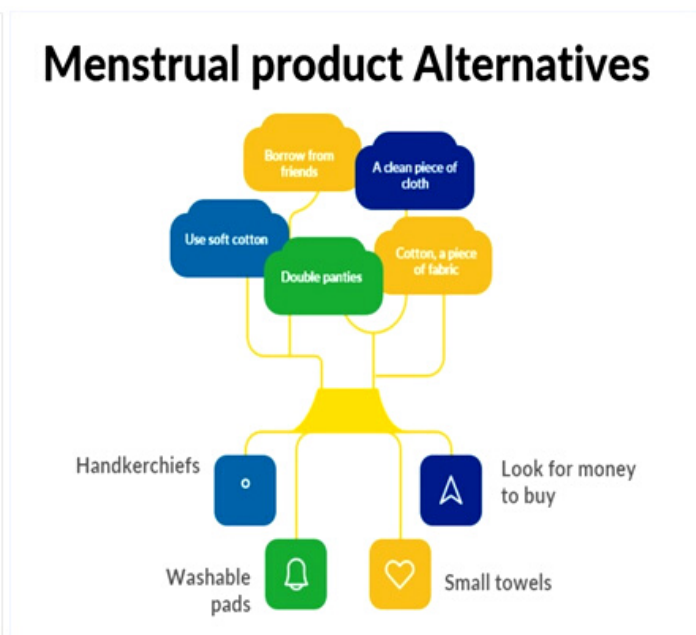 Menstrual product Alternatives
Borrow from
friends
A clean piece of
cloth
Use soft cotton
Double panties
Cotton, a piece
of fabric
Handkerchiefs
Look for money
to buy
Washable
pads
Small towels